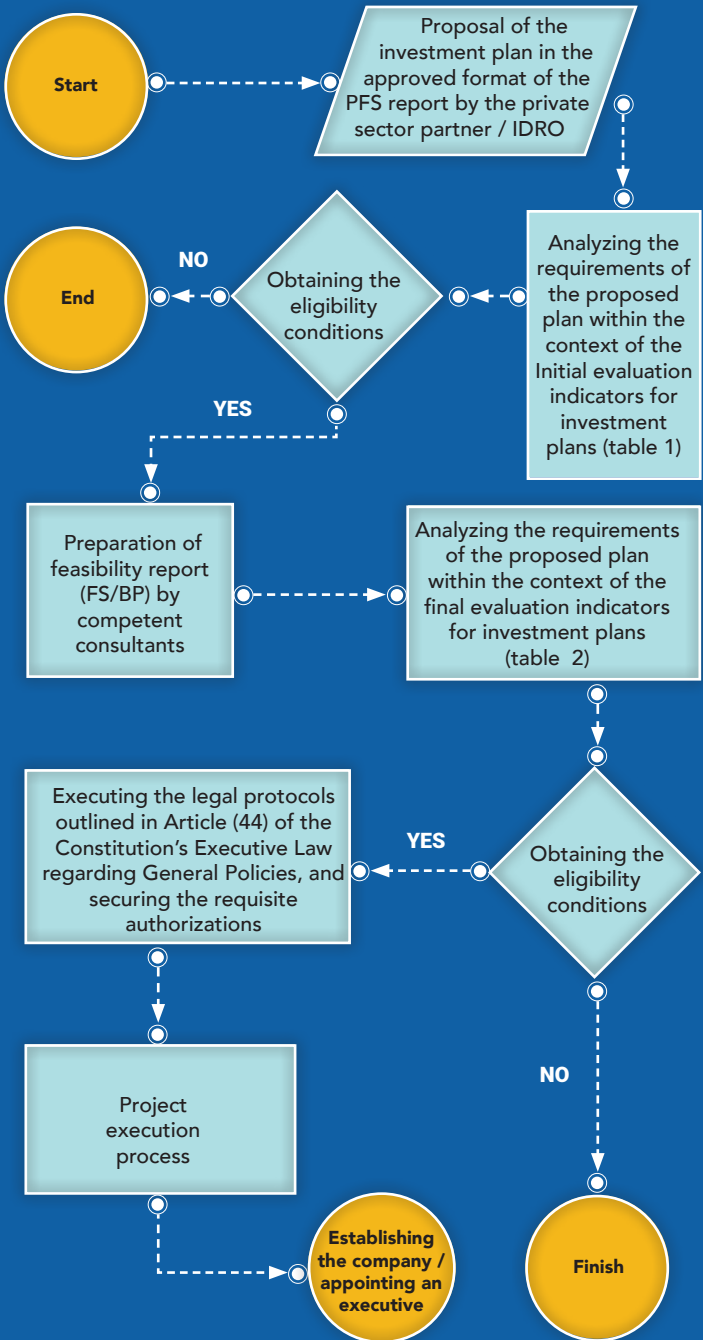 Start
Proposal of the
investment plan in the
approved format of the
PFS report by the private
sector partner / IDRO
Analyzing the
requirements of
the proposed
plan within the
context of the
Initial evaluation
indicators for
investment
plans (table 1)
Obtaining the
eligibility
conditions
NO
End
YES
Preparation of
feasibility report
(FS/BP) by
competent
consultants
Analyzing the requirements
of the proposed plan
within the context of the
final evaluation indicators
for investment plans
(table 2)
Obtaining the
eligibility
conditions
YES
Executing the legal protocols
outlined in Article (44) of the
Constitution's Executive Law
regarding General Policies, and
securing the requisite
authorizations
Project
execution
process
Establishing
the company /
appointing an
executive
NO
Finish